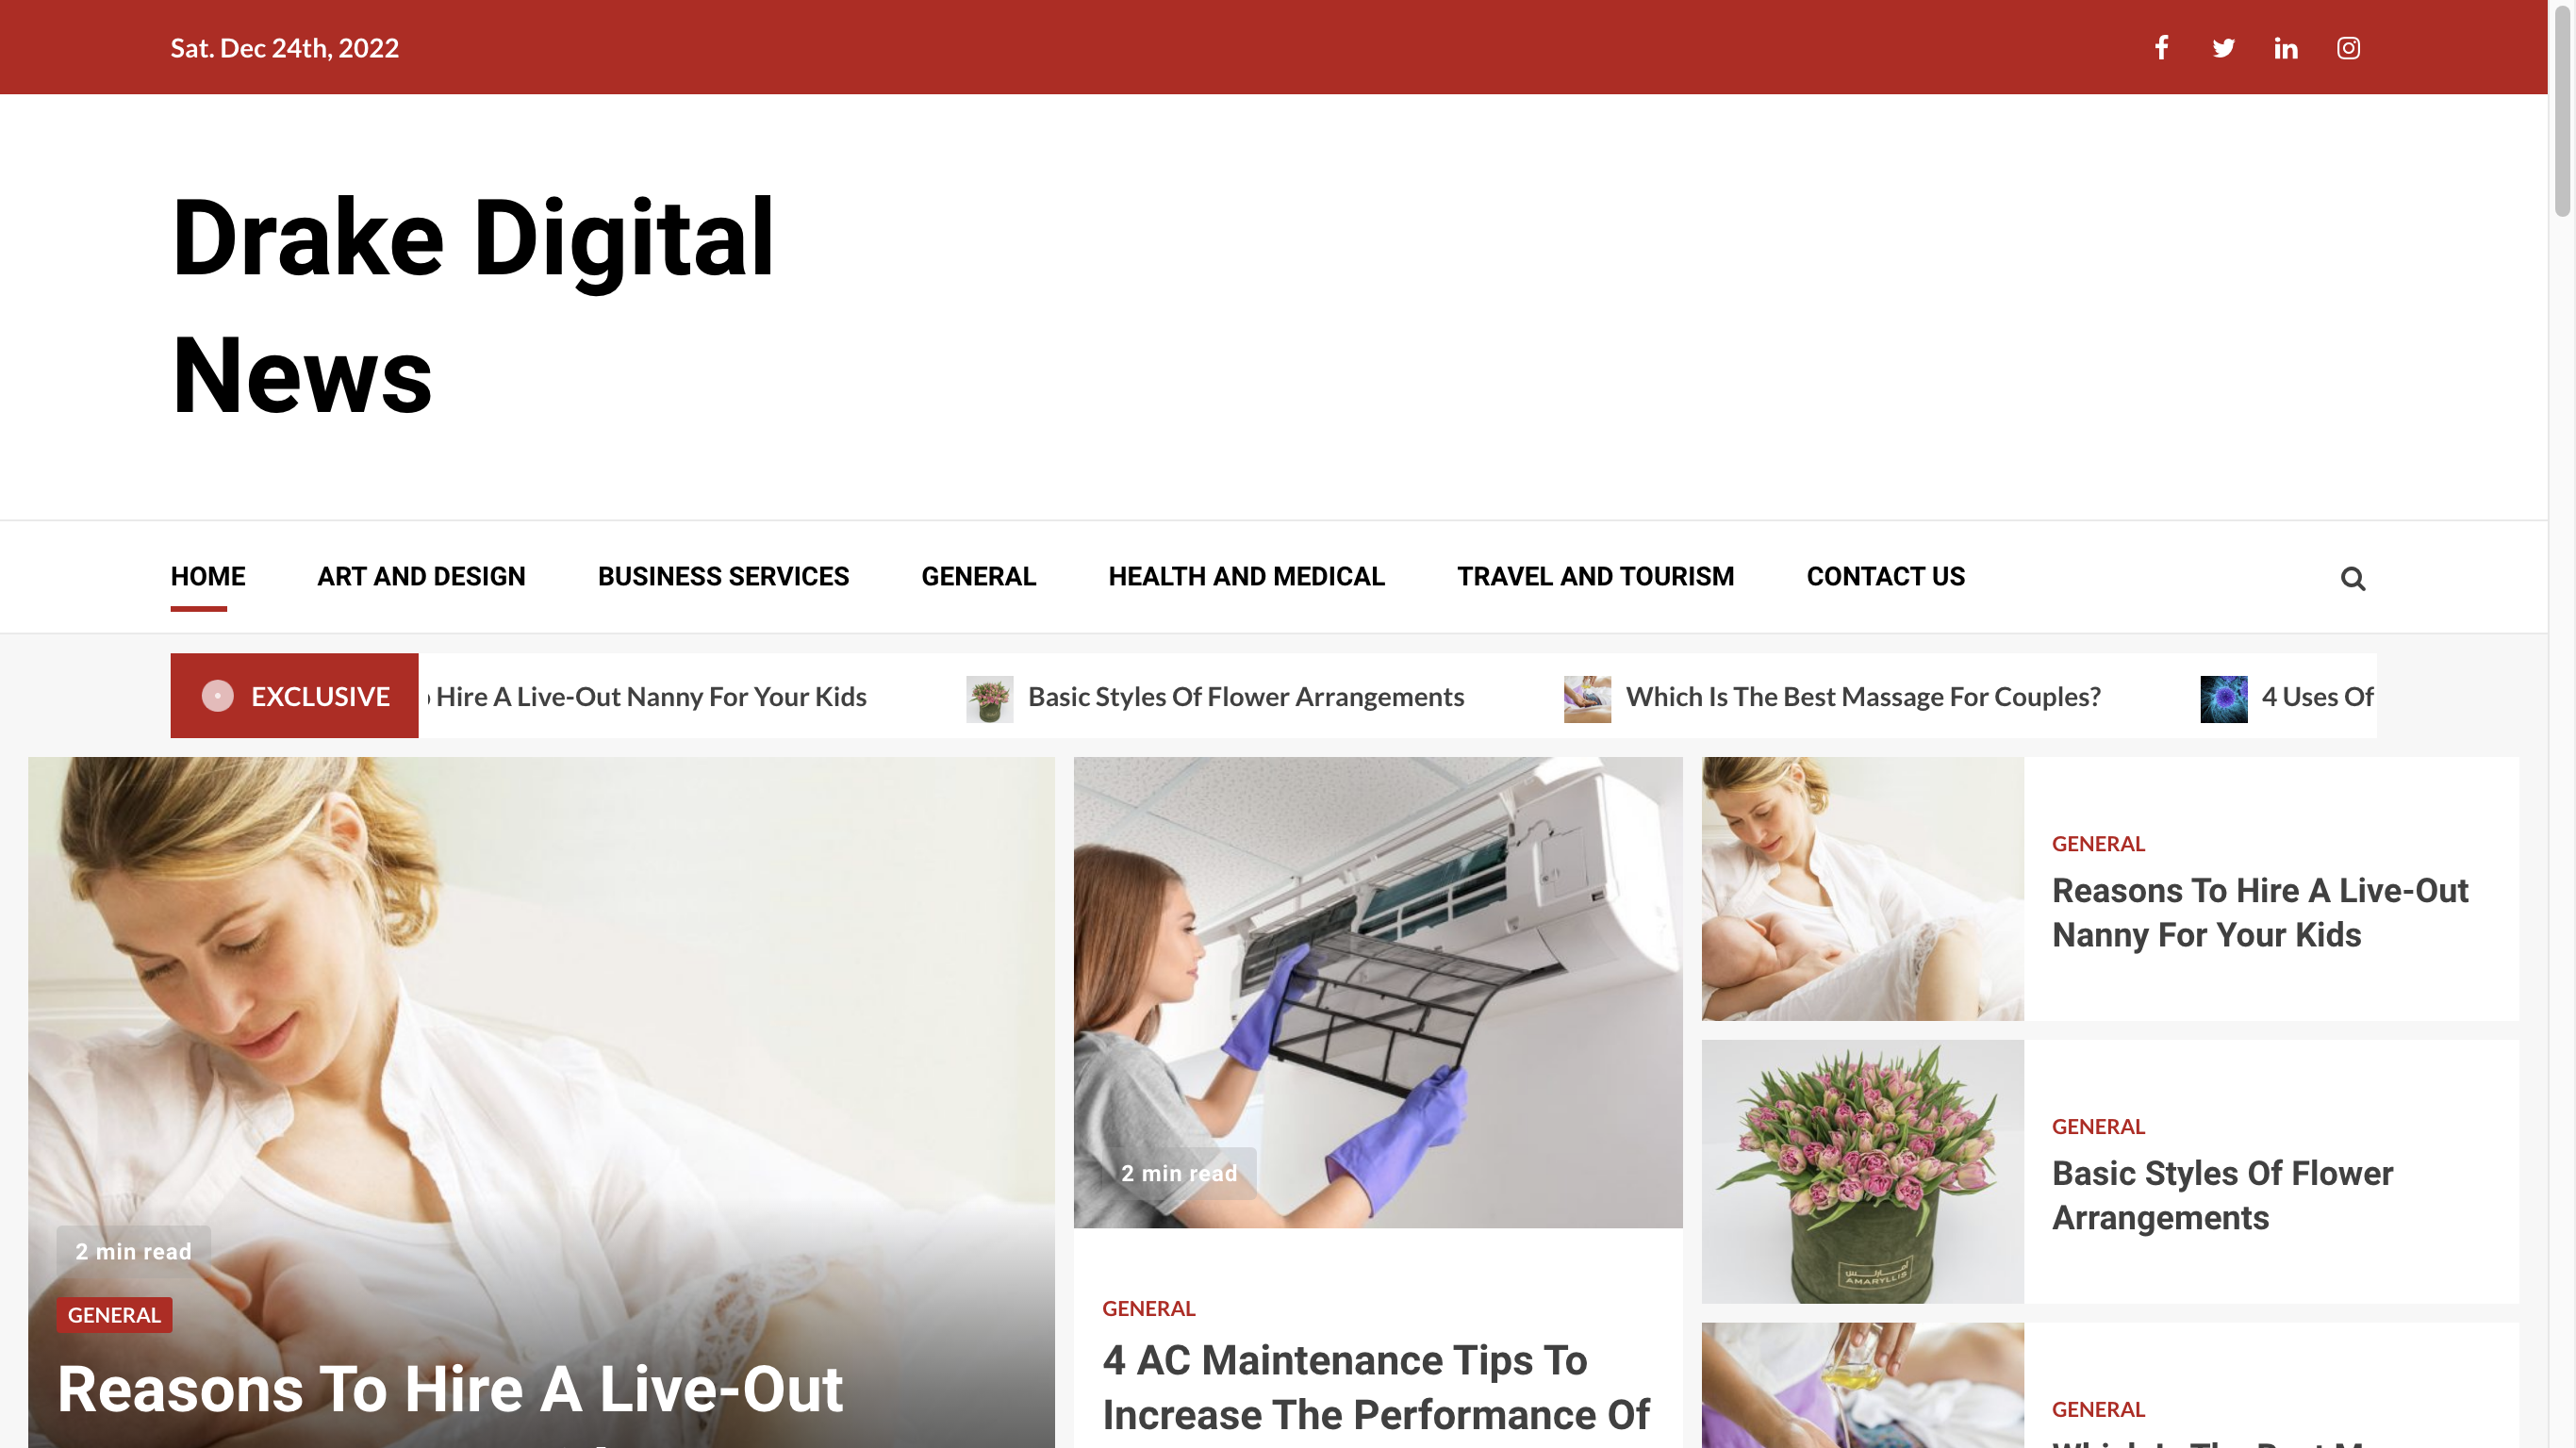 Sat. Dec 24th, 2022
Drake Digital
News
HOME ART AND DESIGN BUSINESS SERVICES GENERAL HEALTH AND MEDICAL TRAVEL AND TOURISM CONTACT US
EXCLUSIVE Hire A Live-Out Nanny For Your Kids Basic Styles Of Flower Arrangements Which Is The Best Massage For Couples? 4 Uses Of
2 min read
GENERAL
Reasons To Hire A Live-Out
2 min read
GENERAL
4 AC Maintenance Tips To
Increase The Performance Of
GENERAL
Reasons To Hire A Live-Out
Nanny For Your Kids
GENERAL
Basic Styles Of Flower
Arrangements
AMARYLLIS
GENERAL